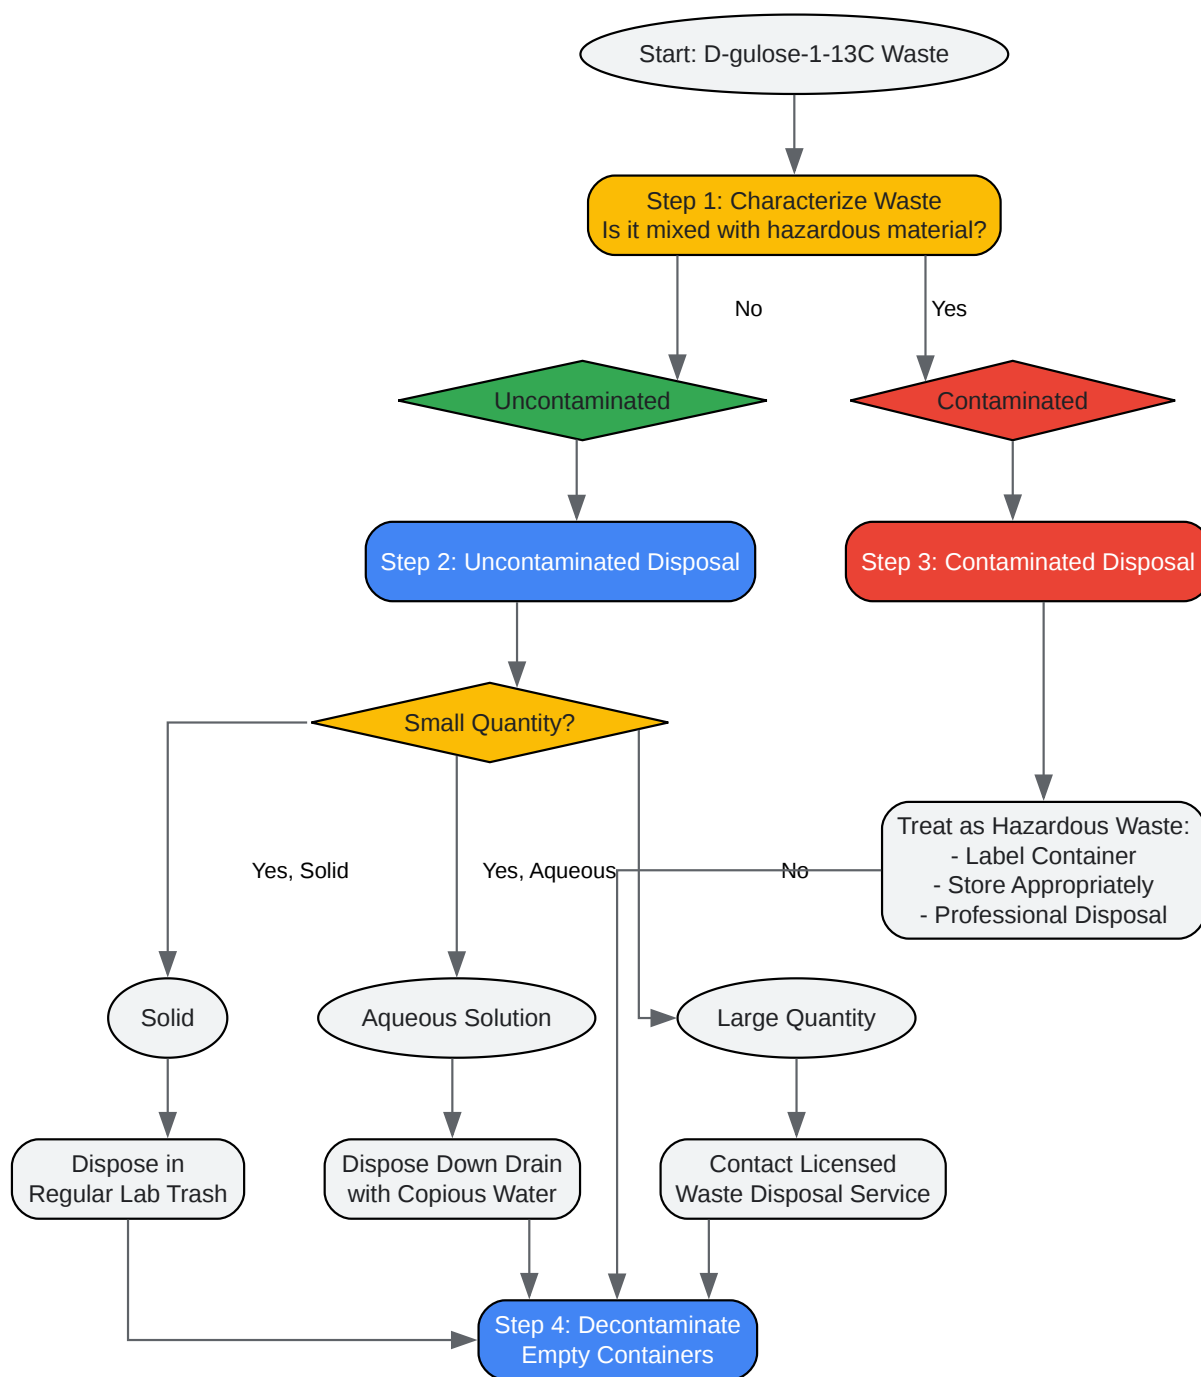 Start: D-gulose-1-13C Waste
Step 1: Characterize Waste
Is it mixed with hazardous material?
No
Yes
Uncontaminated
Contaminated
Step 2: Uncontaminated Disposal
Step 3: Contaminated Disposal
Small Quantity?
Treat as Hazardous Waste:
- Label Container
- Store Appropriately
- Professional Disposal
Yes, Solid
Yes, Aqueous
No
Solid
Aqueous Solution
Large Quantity
Dispose in
Regular Lab Trash
Dispose Down Drain
with Copious Water
Contact Licensed
Waste Disposal Service
Step 4: Decontaminate
Empty Containers